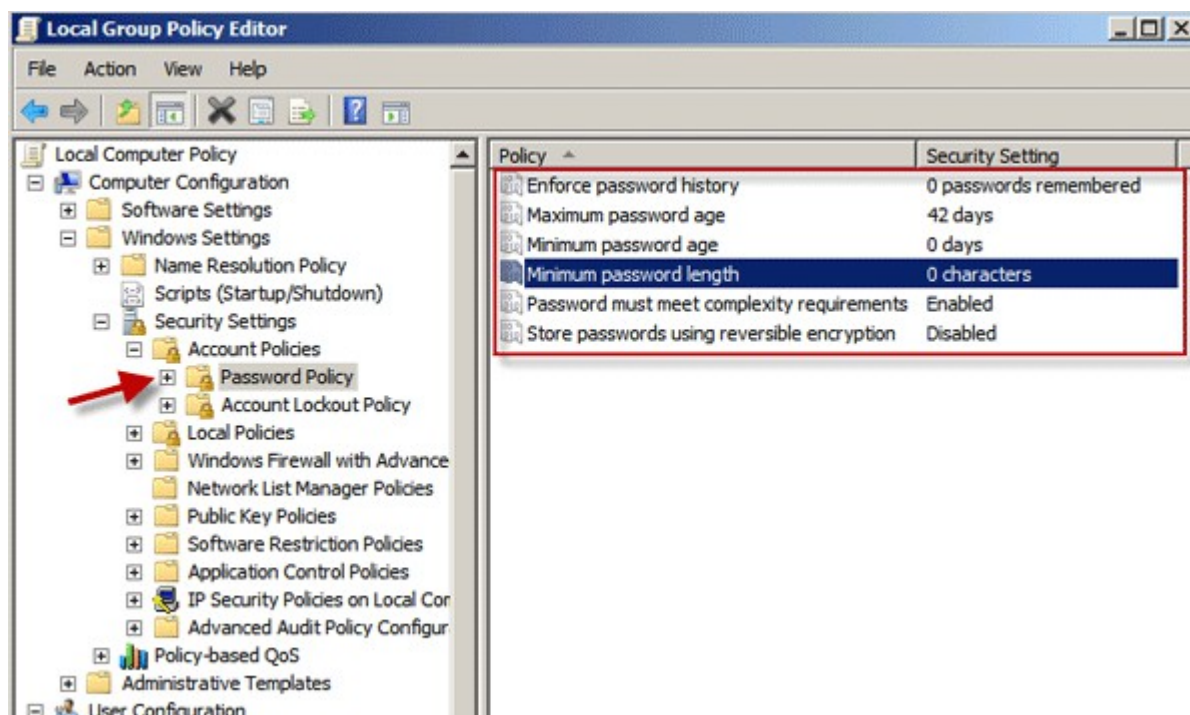 Local Group Policy Editor
File Action View Help
Local Computer Policy
Computer Configuration
Software Settings
Windows Settings
Name Resolution Policy
Scripts (Startup/Shutdown)
Security Settings
Account Policies
Password Policy
Account Lockout Policy
Local Policies
Windows Firewall with Advance
Network List Manager Policies
Public Key Policies
Software Restriction Policies
Application Control Policies
IP Security Policies on Local Con
Advanced Audit Policy Configur
Policy-based QoS
Administrative Templates
User Configuration
Policy Security Setting
Enforce password history 0 passwords remembered
Maximum password age 42 days
Minimum password age 0 days
Minimum password length 0 characters
Password must meet complexity requirements Enabled
Store passwords using reversible encryption Disabled